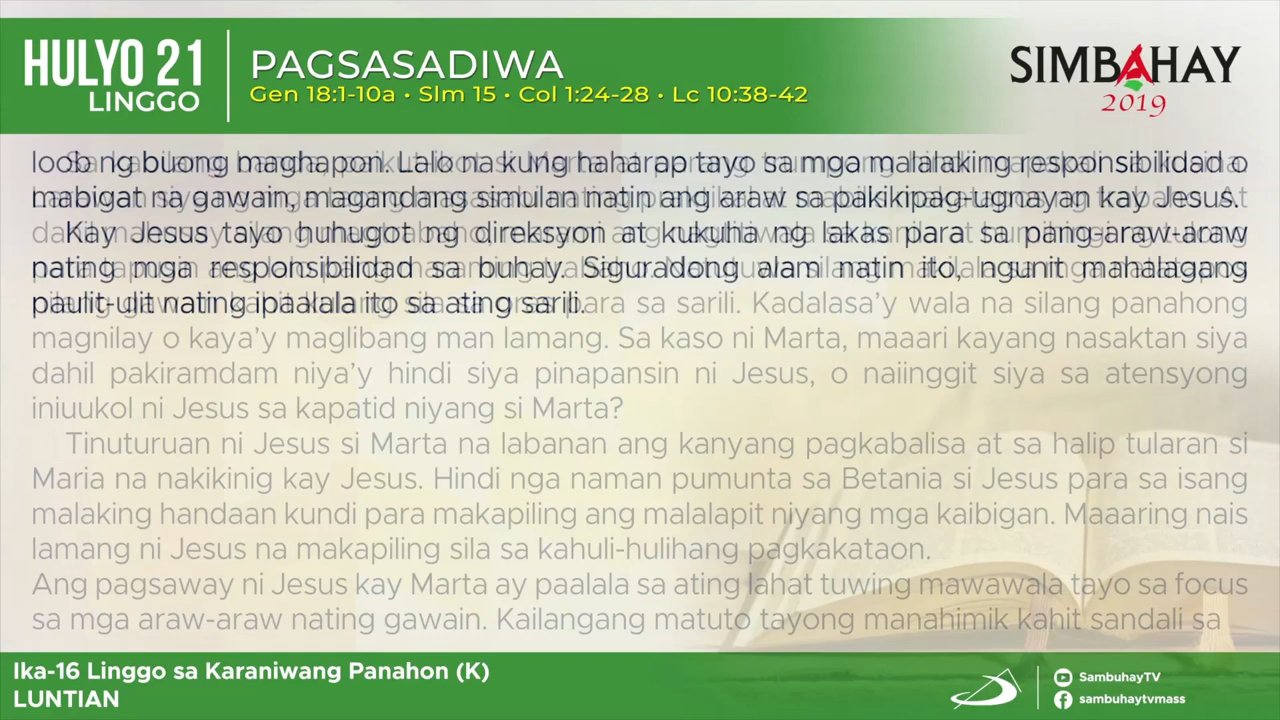 HULYO 21
LINGGO
PAGSASADIWA
Gen 18:1-10a • Slm 15 • Col 1:24-28 • Lc 10:38-42
SIMBAHAY
2019
loob ng buong maghapon. Lalo na kung haharap tayo sa mga malalaking responsibilidad o
mabigat na gawain, magandang simulan natin ang araw sa pakikipag-ugnayan kay Jesus.
Kay Jesus tayo huhugot ng direksyon at kukuha ng lakas para sa pang-araw-araw
nating mga responsibilidad sa buhay. Siguradong alam natin ito, ngunit mahalagang
paulit-ulit nating ipaalala ito sa ating sarili.
para sa sarili. Kadalasa’y wala na silang panahong
magnilay o kaya’y maglibang man lamang. Sa kaso ni Marta, maaari kayang nasaktan siya
dahil pakiramdam niya’y hindi siya pinapansin ni Jesus, o naiinggit siya sa atensyong
iniuukol ni Jesus sa kapatid niyang si Marta?
Tinuturuan ni Jesus si Marta na labanan ang kanyang pagkabalisa at sa halip tularan si
Maria na nakikinig kay Jesus. Hindi nga naman pumunta sa Betania si Jesus para sa isang
malaking handaan kundi para makapiling ang malalapit niyang mga kaibigan. Maaaring nais
lamang ni Jesus na makapiling sila sa kahuli-hulihang pagkakataon.
Ang pagsaway ni Jesus kay Marta ay paalala sa ating lahat tuwing mawawala tayo sa focus
sa mga araw-araw nating gawain. Kailangang matuto tayong manahimik kahit sandali sa
Ika-16 Linggo sa Karaniwang Panahon (K)
LUNTIAN
SambuhayTV
sambuhaytvmass